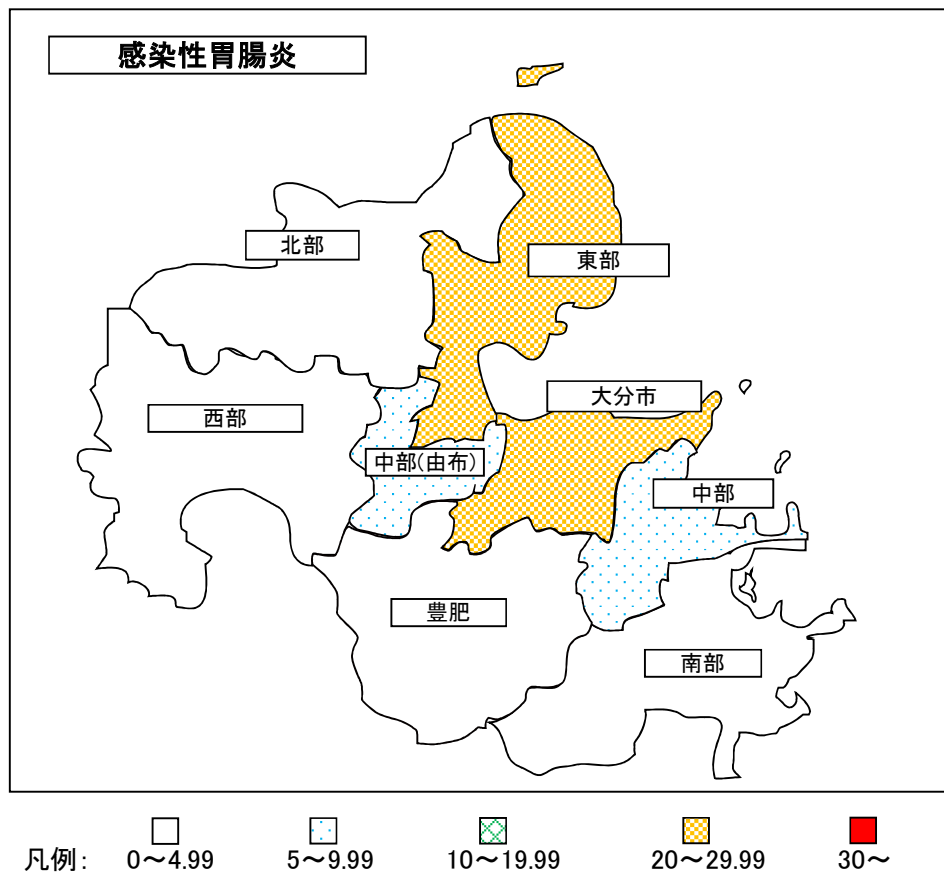 感染性胃腸炎
北部
東部
大分市
西部
中部(由布)
中部
豊肥
南部
凡例: 0～4.99 5～9.99 10～19.99 20～29.99 30～